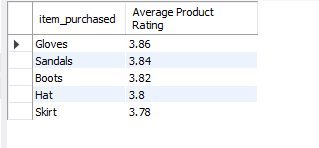 item_purchased Average Product
Rating
Gloves 3.86
Sandals 3.84
Boots 3.82
Hat 3.8
Skirt 3.78